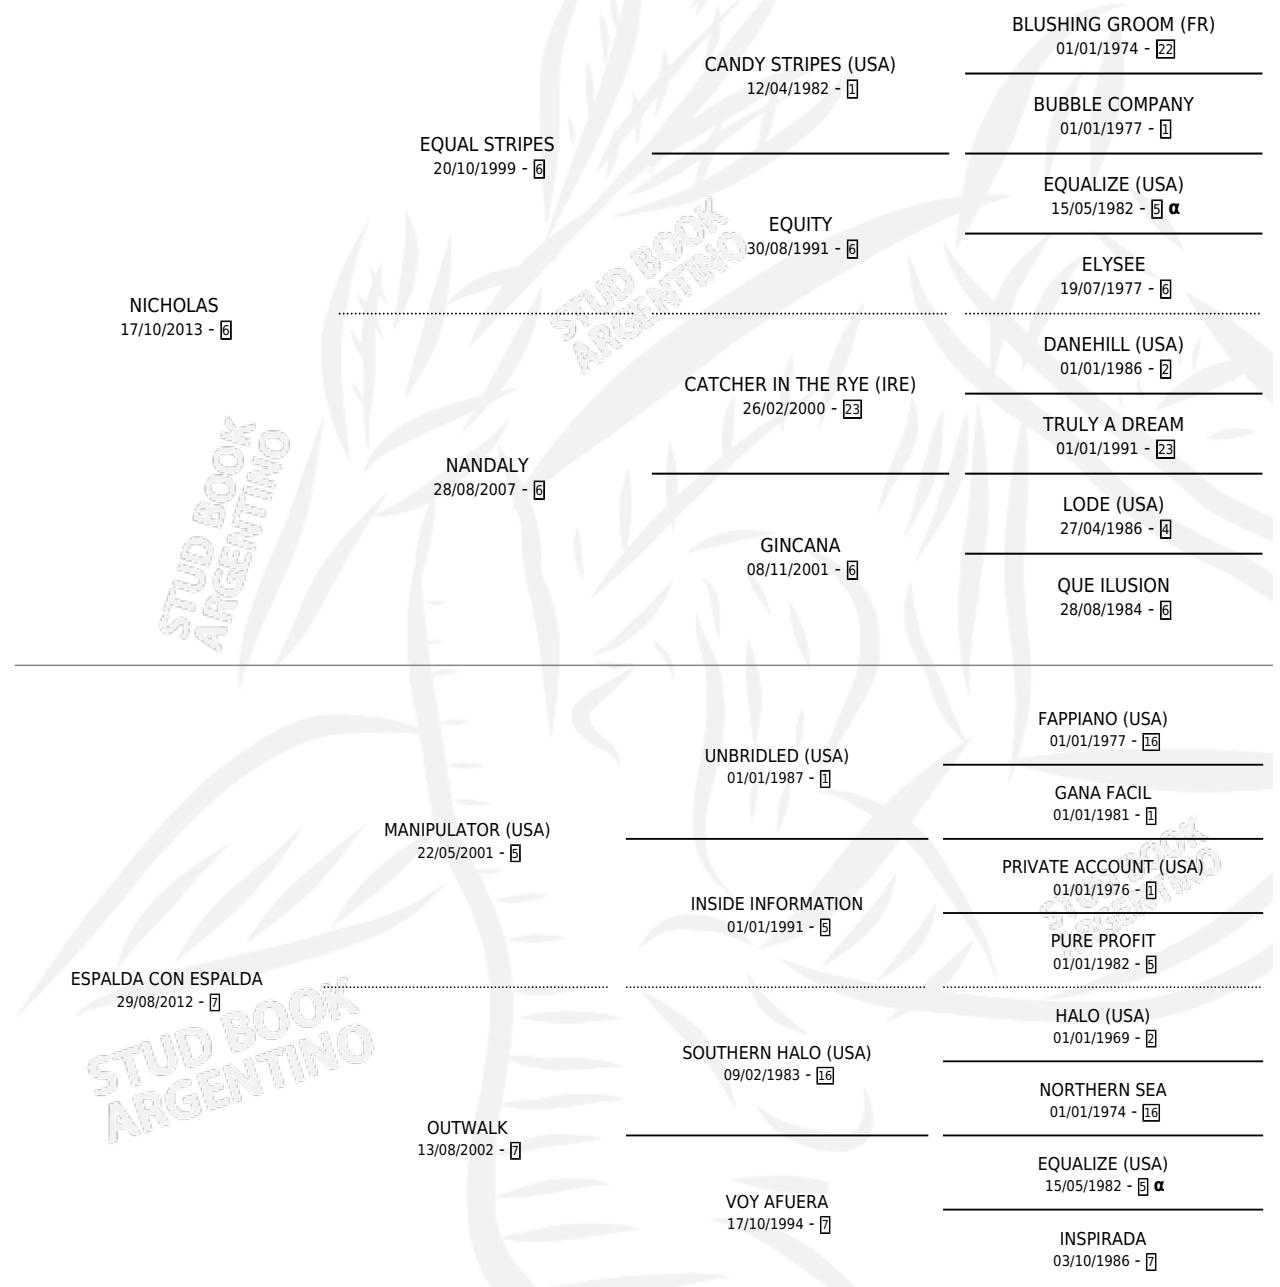 BLUSHING GROOM (FR)
01/01/1974 - 22
CANDY STRIPES (USA)
12/04/1982 - 1
BUBBLE COMPANY
01/01/1977 - 1
EQUAL STRIPES
20/10/1999 - 6
EQUALIZE (USA)
15/05/1982 - 5 α
EQUITY
30/08/1991 - 6
ELYSEE
19/07/1977 - 6
NICHOLAS
17/10/2013 - 6
DANEHILL (USA)
01/01/1986 - 2
CATCHER IN THE RYE (IRE)
26/02/2000 - 23
TRULY A DREAM
01/01/1991 - 23
NANDALY
28/08/2007 - 6
LODE (USA)
27/04/1986 - 4
GINCANA
08/11/2001 - 6
QUE ILUSION
28/08/1984 - 6
STUD BOOK
ARGENTINO
STUD BOOK
ARGENTINO
FAPPIANO (USA)
01/01/1977 - 16
UNBRIDLED (USA)
01/01/1987 - 1
GANA FACIL
01/01/1981 - 1
MANIPULATOR (USA)
22/05/2001 - 5
PRIVATE ACCOUNT (USA)
01/01/1976 - 1
INSIDE INFORMATION
01/01/1991 - 5
PURE PROFIT
01/01/1982 - 5
ESPALDA CON ESPALDA
29/08/2012 - 7
HALO (USA)
01/01/1969 - 2
SOUTHERN HALO (USA)
09/02/1983 - 16
NORTHERN SEA
01/01/1974 - 16
OUTWALK
13/08/2002 - 7
EQUALIZE (USA)
15/05/1982 - 5 α
VOY AFUERA
17/10/1994 - 7
INSPIRADA
03/10/1986 - 7
STUD BOOK
ARGENTINO
STUD BOOK
ARGENTINO